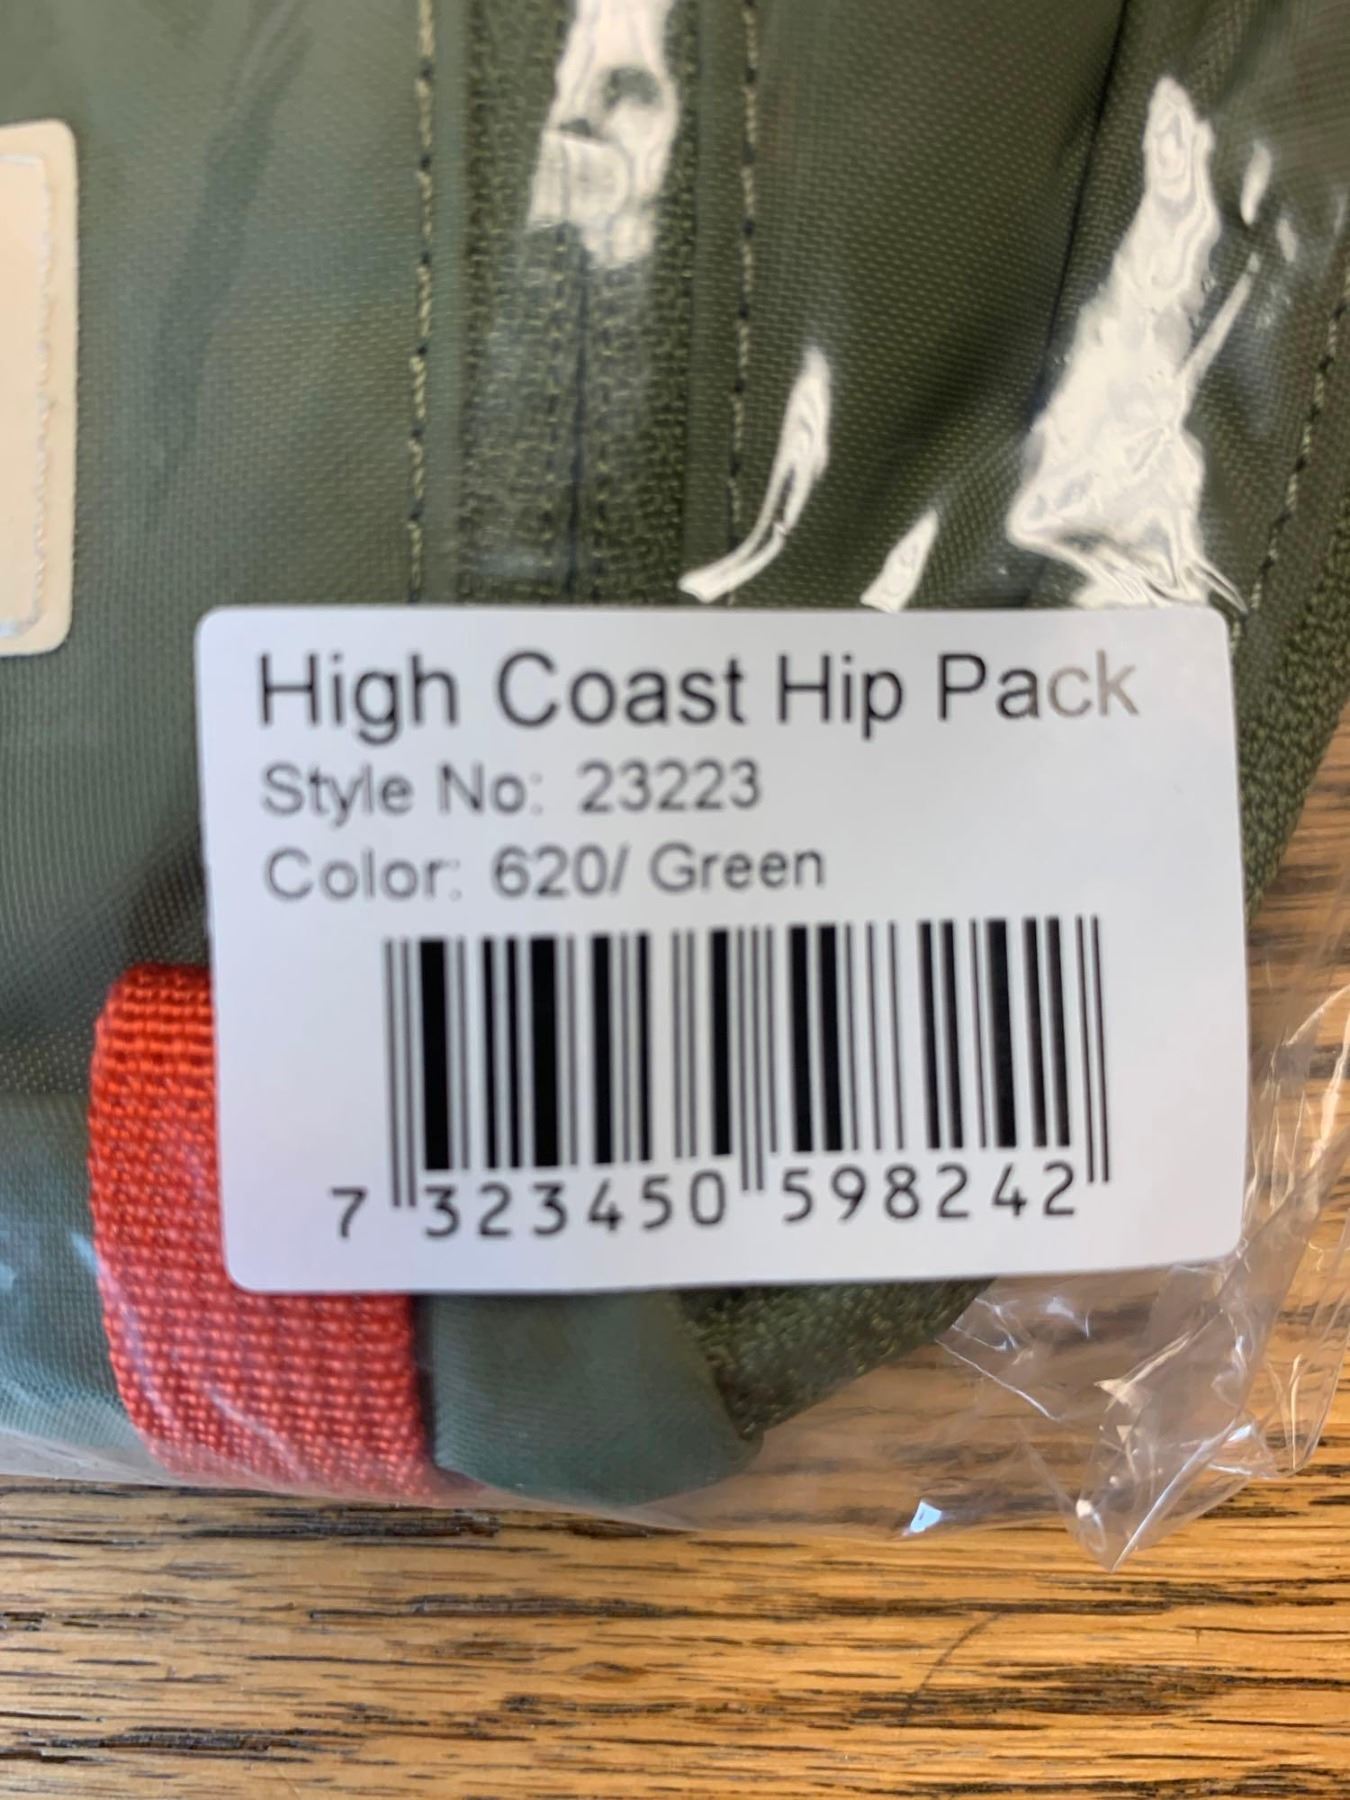 High Coast Hip Pack
Style No: 23223
Color: 620/ Green
7 323450 598242